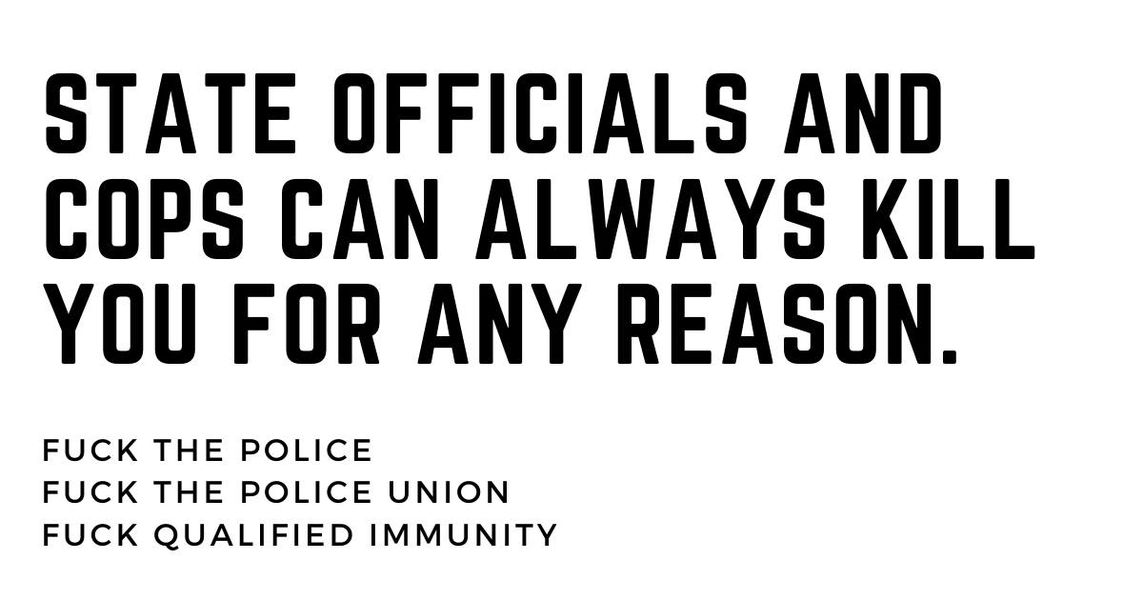 STATE OFFICIALS AND
COPS CAN ALWAYS KILL
YOU FOR ANY REASON.
FUCK THE POLICE
FUCK THE POLICE UNION
FUCK QUALIFIED IMMUNITY